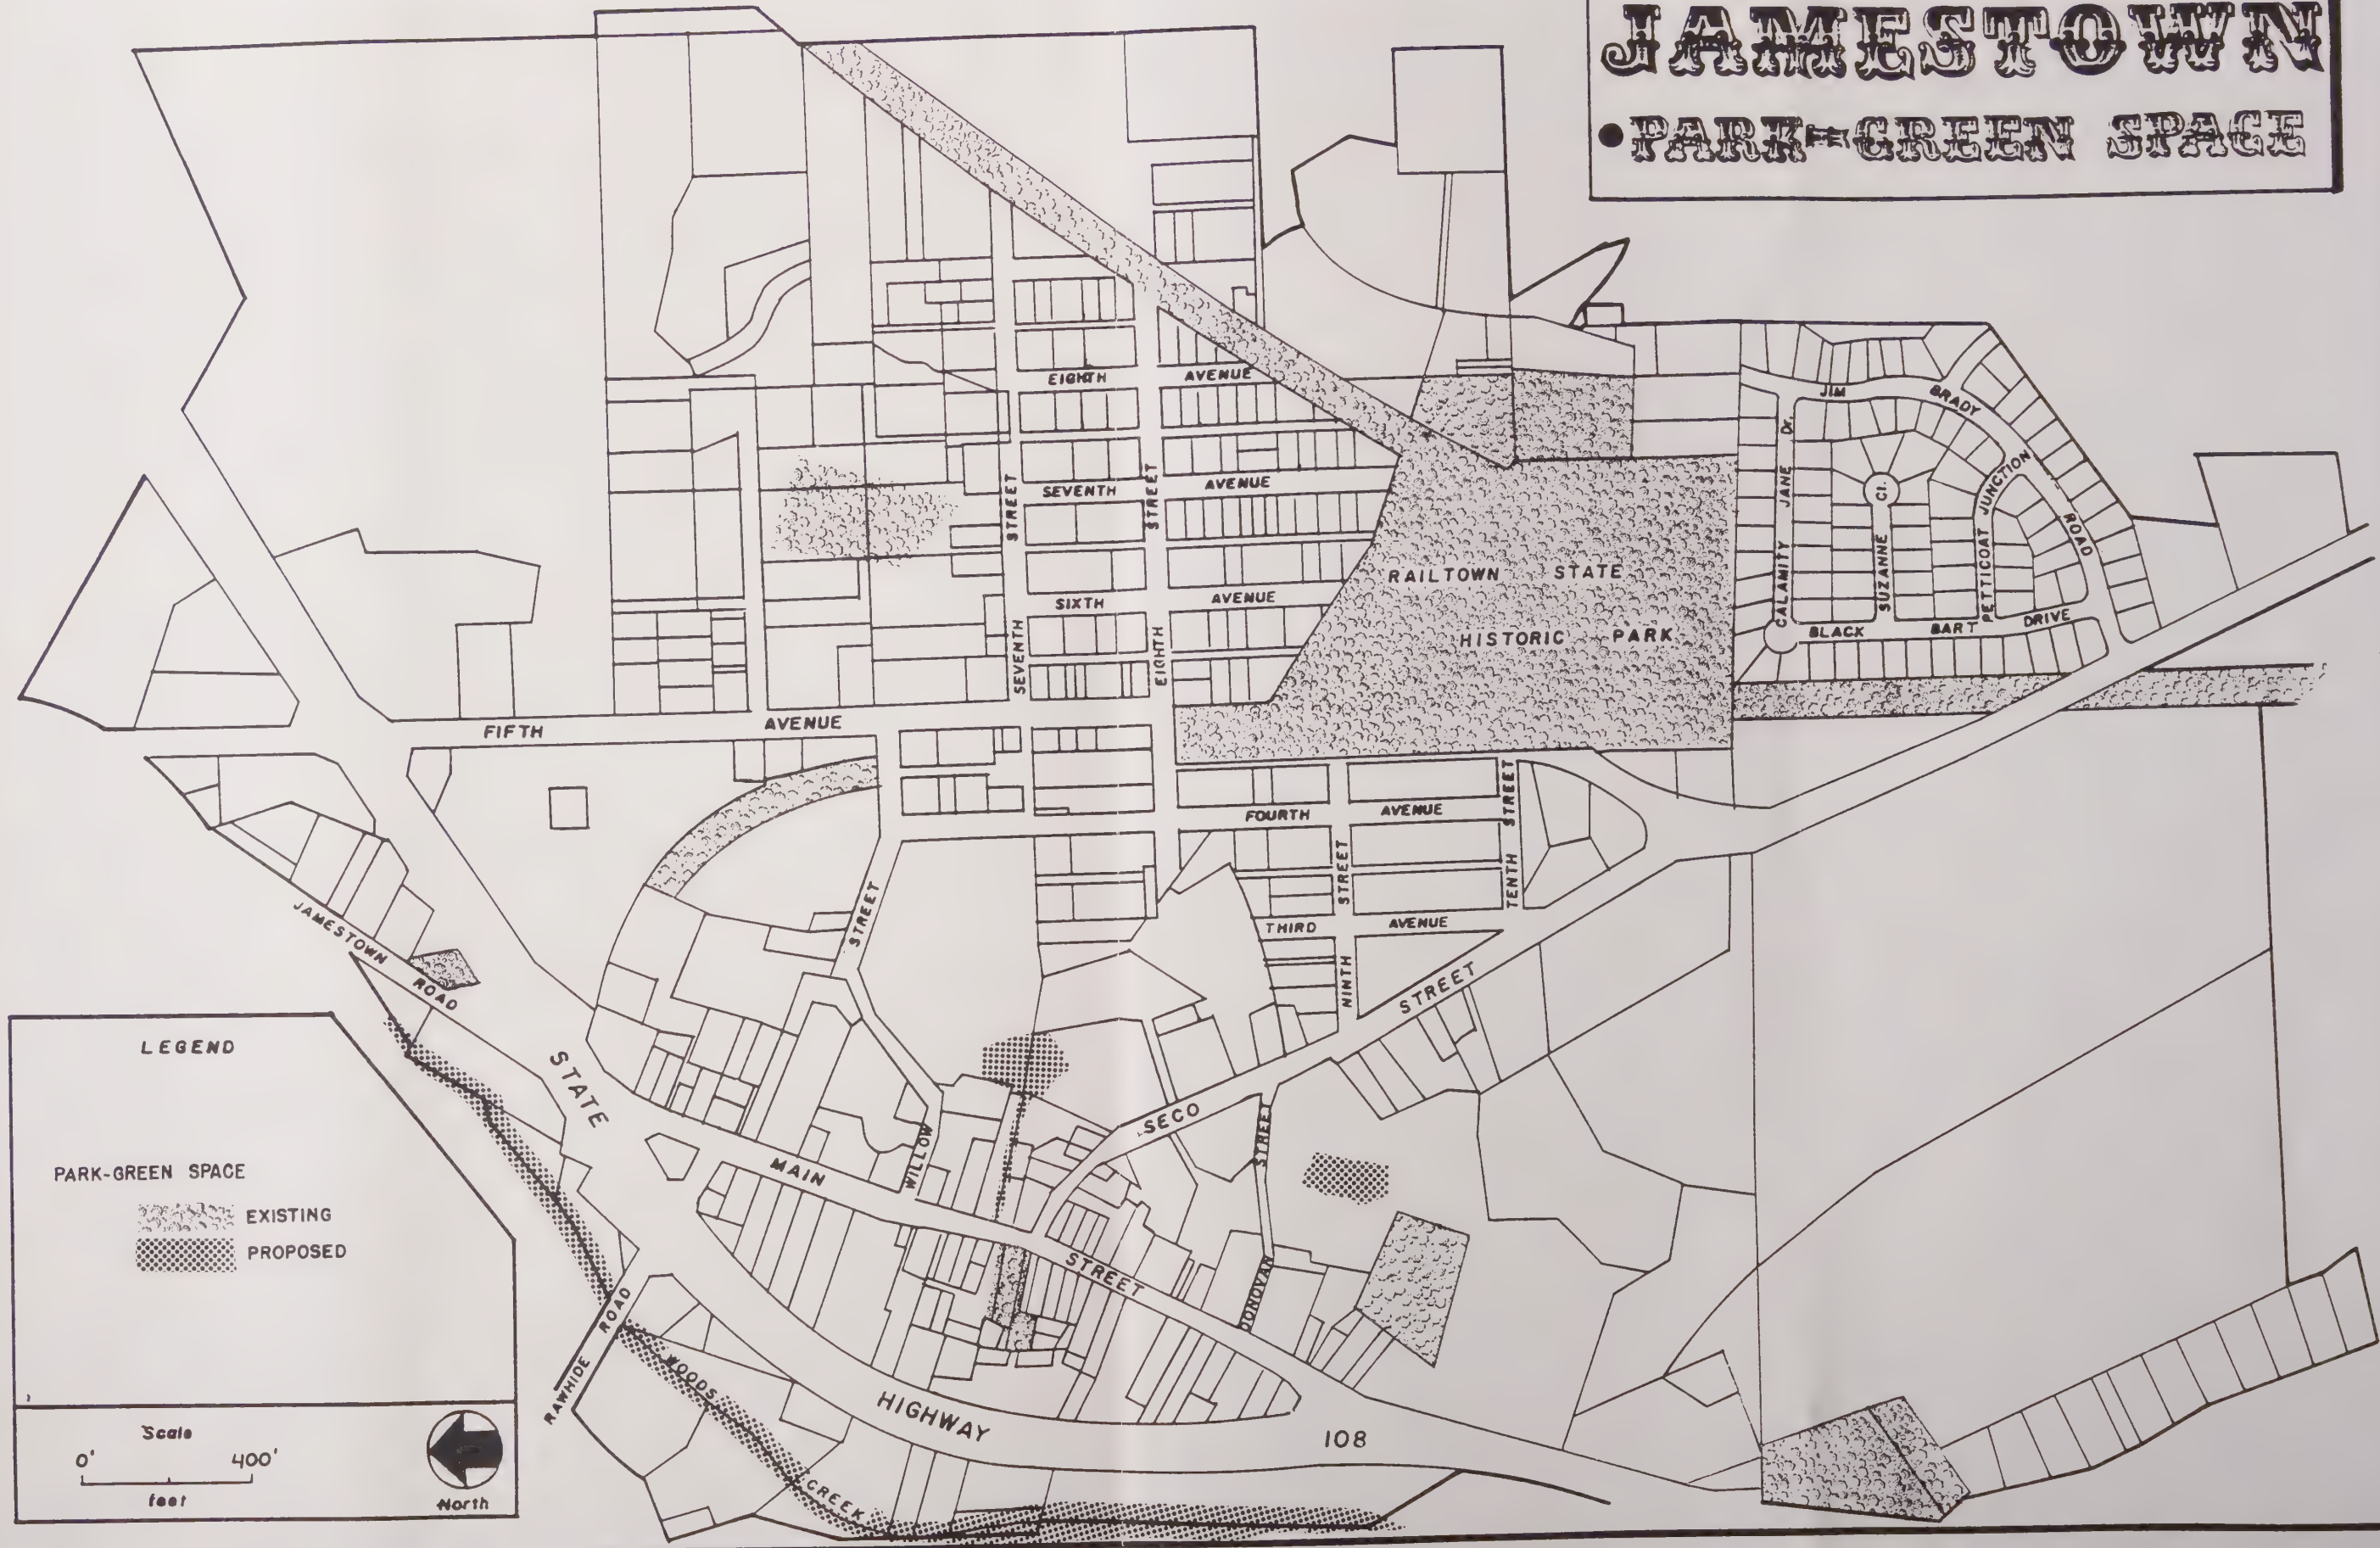 JAMESTOWN
• PARK=GREEN SPACE
EIGHTH AVENUE
SEVENTH AVENUE
SIXTH AVENUE
FIFTH AVENUE
FOURTH AVENUE
THIRD AVENUE
SEVENTH STREET
EIGHTH STREET
NINTH STREET
TENTH STREET
RAILTOWN STATE
HISTORIC PARK
JIM BRADY ROAD
CALAMITY JANE Dr.
SUZANNE Ct.
PETTICOAT JUNCTION
BLACK BART DRIVE
JAMESTOWN ROAD
STATE HIGHWAY 108
MAIN STREET
WILLOW STREET
SECO STREET
DONOVAN STREET
RAWHIDE ROAD
WOODS CREEK
LEGEND
PARK-GREEN SPACE
EXISTING
PROPOSED
Scale
0' 400'
feet
North